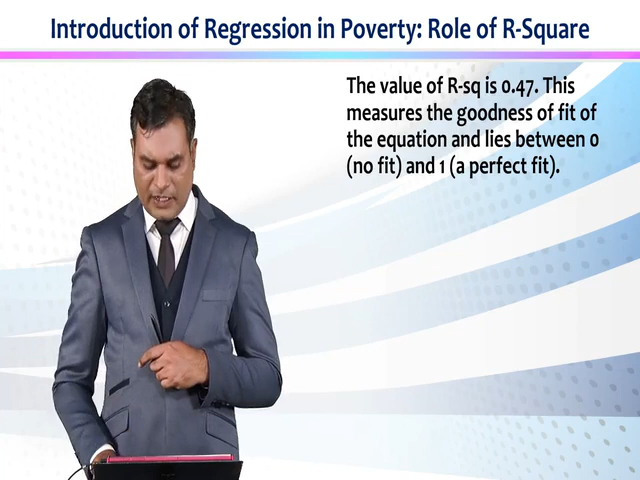 Introduction of Regression in Poverty: Role of R-Square
The value of R-sq is 0.47. This
measures the goodness of fit of
the equation and lies between 0
(no fit) and 1 (a perfect fit).